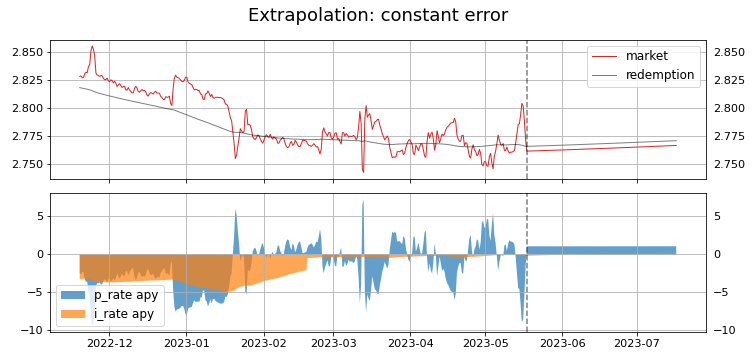 Extrapolation: constant error
2.850 2.850
2.825 2.825
2.800 2.800
2.775 2.775
2.750 2.750
market
redemption
5 5
0 0
−5 −5
−10 −10
p_rate apy
i_rate apy
2022-12 2023-01 2023-02 2023-03 2023-04 2023-05 2023-06 2023-07